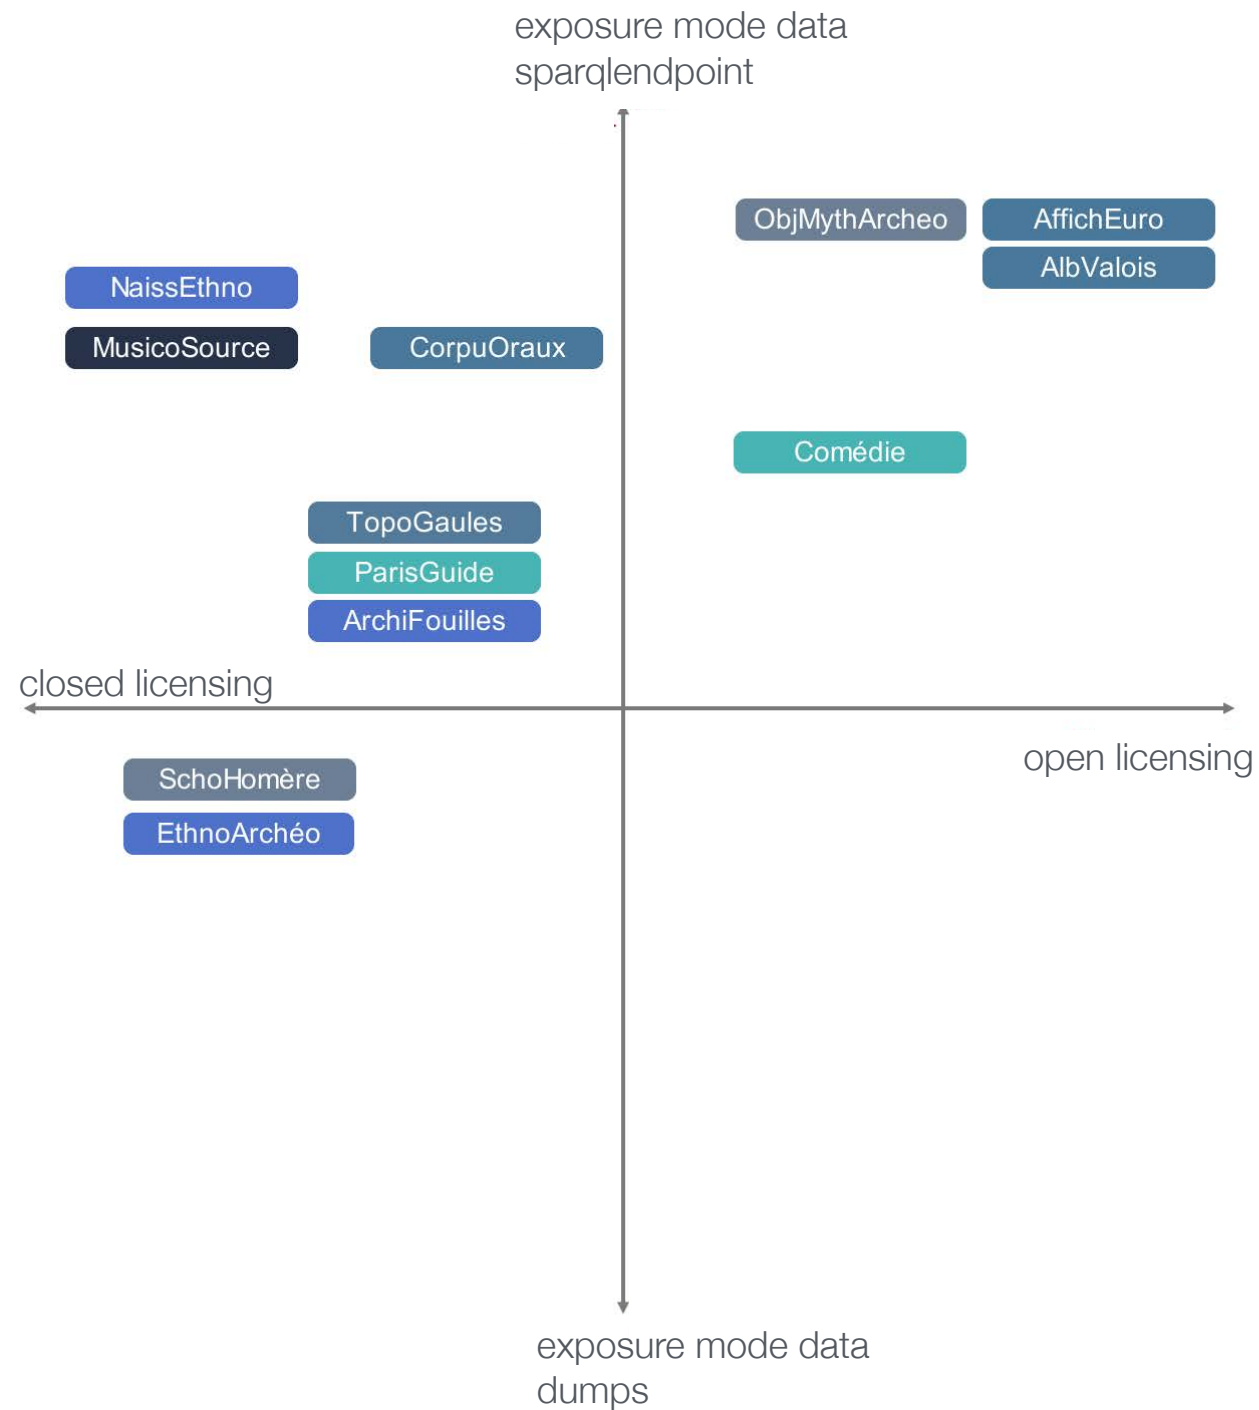 exposure mode data
sparqlendpoint
ObjMythArcheo
AffichEuro
AlbValois
NaissEthno
MusicoSource
CorpuOraux
Comédie
TopoGaules
ParisGuide
ArchiFouilles
closed licensing
open licensing
SchoHomère
EthnoArchéo
exposure mode data
dumps